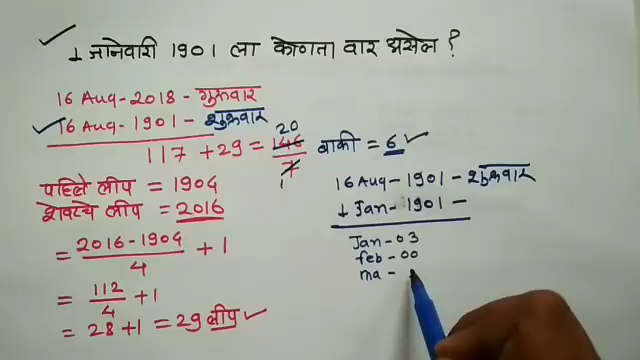 1 जानेवारी 1901 ला कोणता वार असेल ?
16 Aug - 2018 - गुरुवार
16 Aug - 1901 - शुक्रवार
117 + 29 = 146 20
7 1
बाकी = 6
पहिले लीप = 1904
शेवटचे लीप = 2016
= 2016 - 1904 + 1
4
= 112 + 1
4
= 28 + 1 = 29 लीप
16 Aug - 1901 - शुक्रवार
1 Jan - 1901 -
Jan - 03
feb - 00
ma -